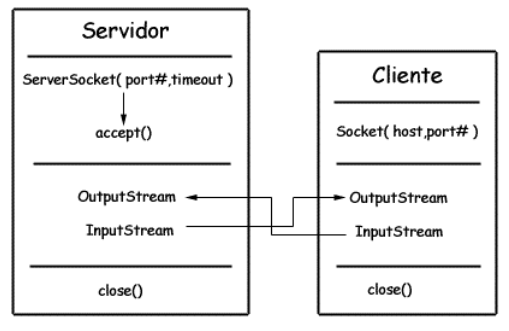 Servidor
ServerSocket( port#,timeout )
accept()
OutputStream
InputStream
close()
Cliente
Socket( host,port# )
OutputStream
InputStream
close()